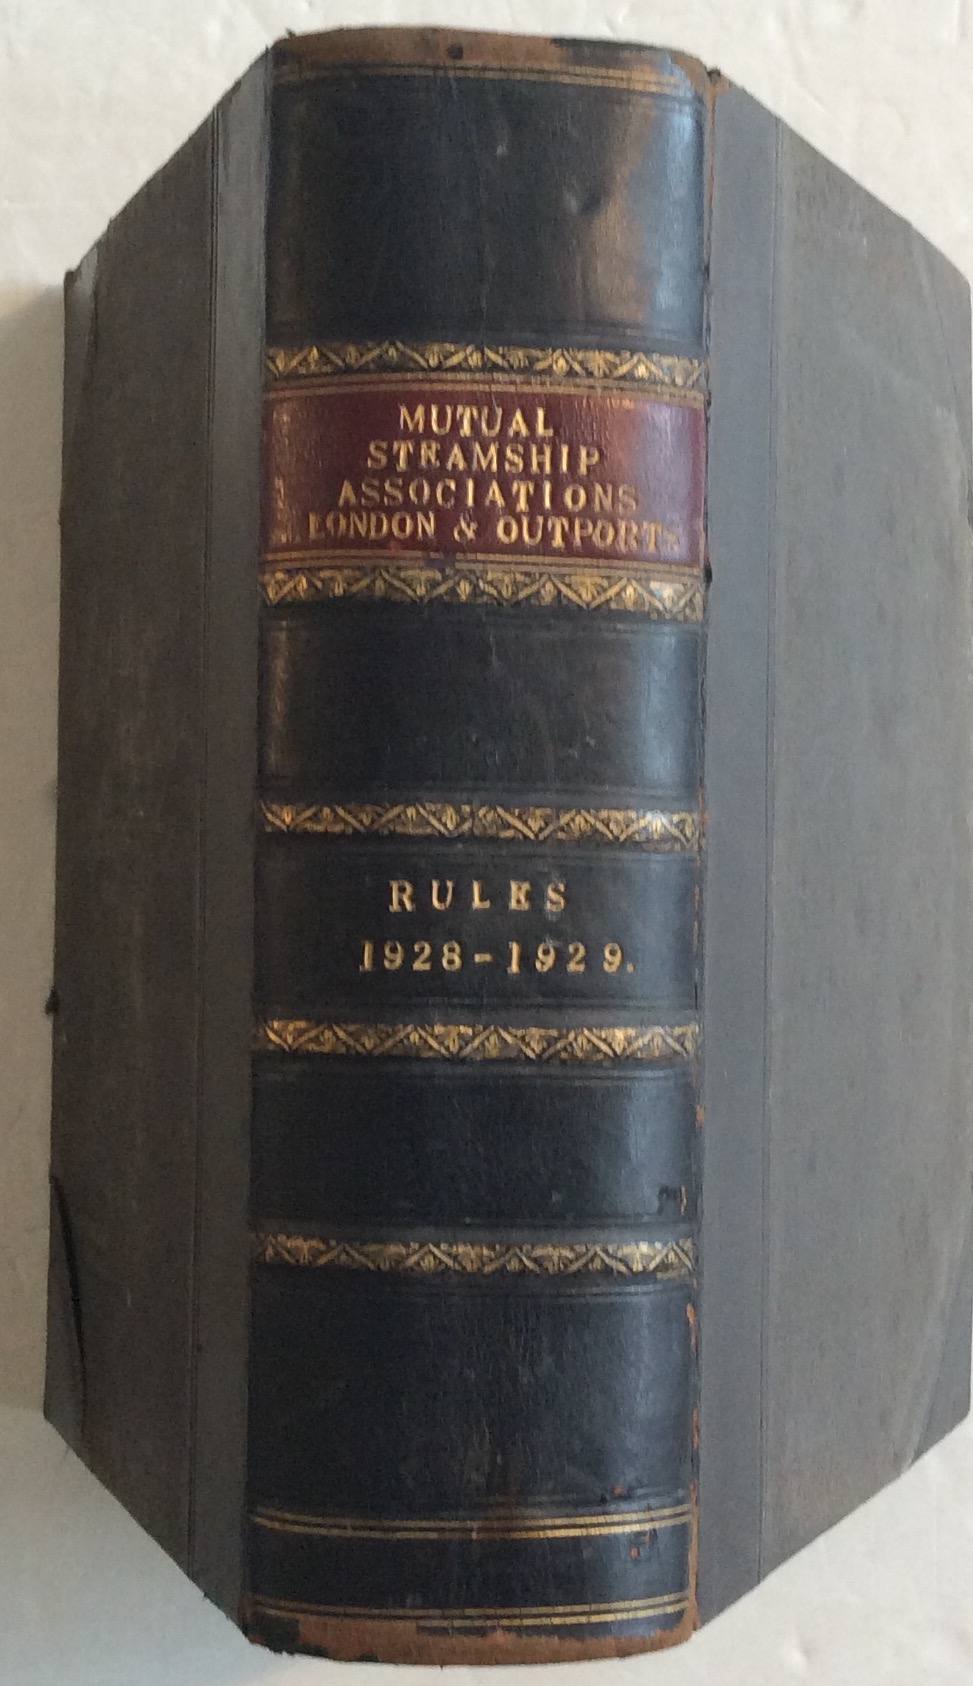 MUTUAL
STEAMSHIP
ASSOCIATIONS
LONDON & OUTPORTS
RULES
1928-1929.